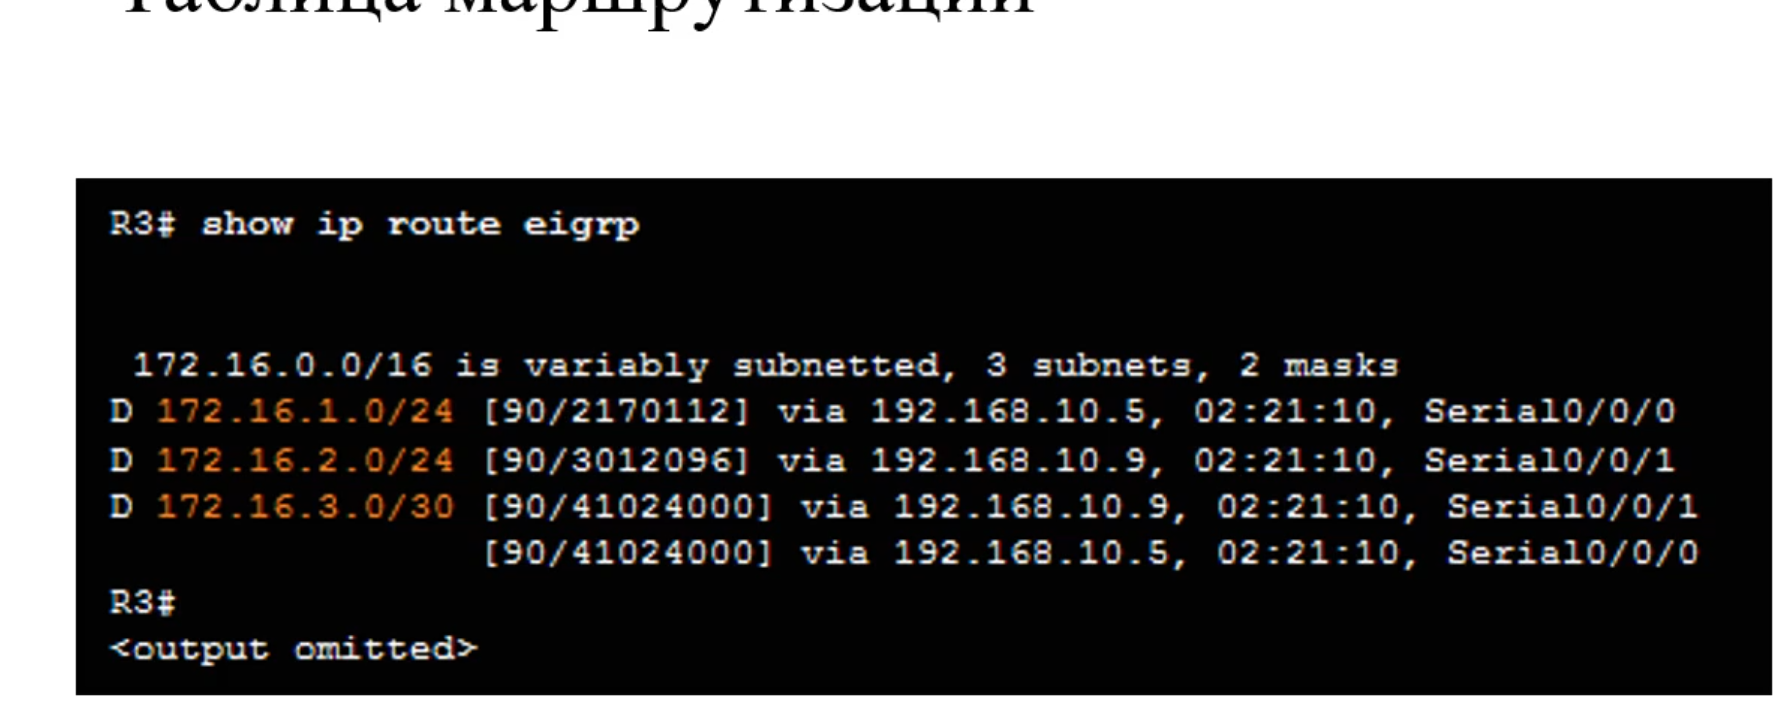 Таблица маршрутизации
R3# show ip route eigrp
172.16.0.0/16 is variably subnetted, 3 subnets, 2 masks
D 172.16.1.0/24 [90/2170112] via 192.168.10.5, 02:21:10, Serial0/0/0
D 172.16.2.0/24 [90/3012096] via 192.168.10.9, 02:21:10, Serial0/0/1
D 172.16.3.0/30 [90/41024000] via 192.168.10.9, 02:21:10, Serial0/0/1
[90/41024000] via 192.168.10.5, 02:21:10, Serial0/0/0
R3#
<output omitted>